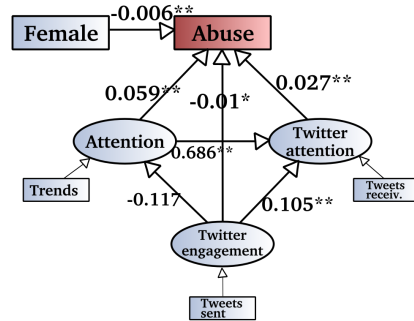 -0.006**
Female
Abuse
0.059**
-0.01*
0.027**
Attention
0.686**
Twitter
attention
Trends
Tweets
receiv.
-0.117
0.105**
Twitter
engagement
Tweets
sent